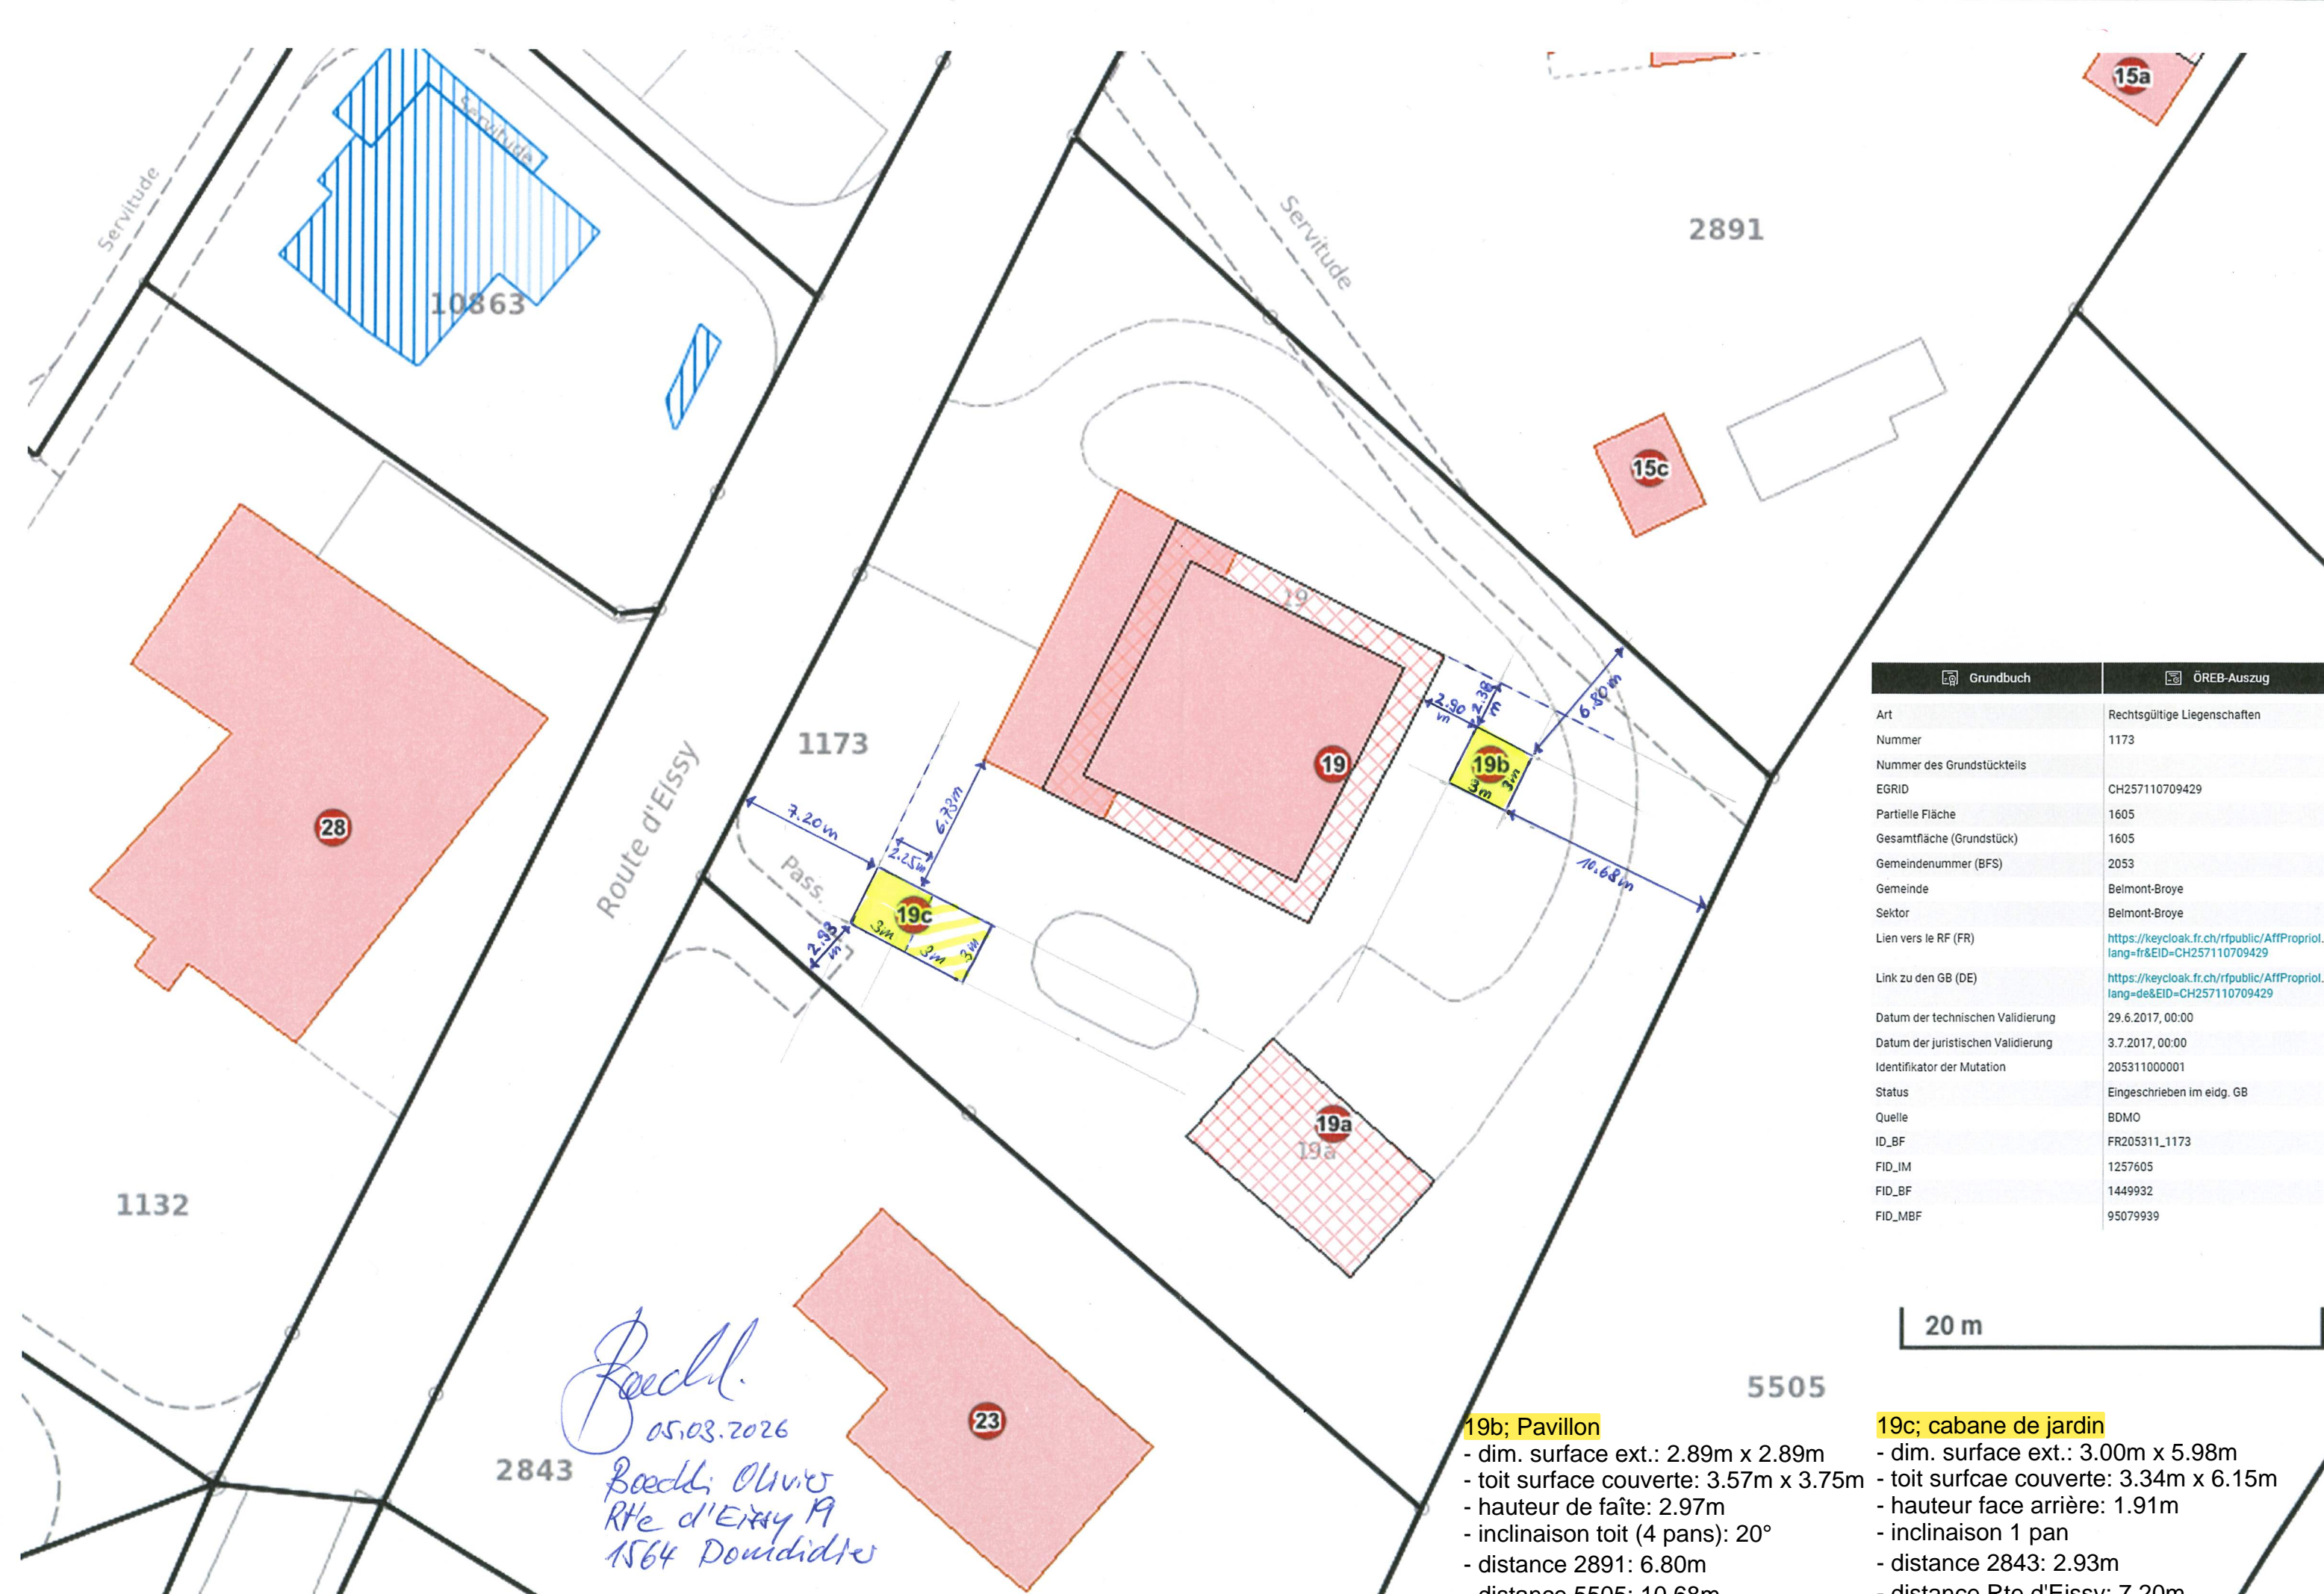 Servitude
Servitude
10863
Servitude
2891
15a
15c
19
19
1173
Route d'Eissy
28
Pass.
7.20m
2.25m
6.73m
2.93
m
19c
3m
3m
3m
2.90
m
2.38
m
6.80m
19b
3m
3m
10.68m
19a
19a
1132
23
2843
5505
20 m
Grundbuch ÖREB-Auszug
Art Rechtsgültige Liegenschaften
Nummer 1173
Nummer des Grundstückteils
EGRID CH257110709429
Partielle Fläche 1605
Gesamtfläche (Grundstück) 1605
Gemeindenummer (BFS) 2053
Gemeinde Belmont-Broye
Sektor Belmont-Broye
Lien vers le RF (FR) https://keycloak.fr.ch/rfpublic/AffPropriol.
lang=fr&EID=CH257110709429
Link zu den GB (DE) https://keycloak.fr.ch/rfpublic/AffPropriol.
lang=de&EID=CH257110709429
Datum der technischen Validierung 29.6.2017, 00:00
Datum der juristischen Validierung 3.7.2017, 00:00
Identifikator der Mutation 205311000001
Status Eingeschrieben im eidg. GB
Quelle BDMO
ID_BF FR205311_1173
FID_IM 1257605
FID_BF 1449932
FID_MBF 95079939
05.03.2026
Boechli Olivier
Rte d'Eissy 19
1564 Domdidier
19b; Pavillon
- dim. surface ext.: 2.89m x 2.89m
- toit surface couverte: 3.57m x 3.75m
- hauteur de faîte: 2.97m
- inclinaison toit (4 pans): 20°
- distance 2891: 6.80m
- distance 5505: 10.68m
19c; cabane de jardin
- dim. surface ext.: 3.00m x 5.98m
- toit surfcae couverte: 3.34m x 6.15m
- hauteur face arrière: 1.91m
- inclinaison 1 pan
- distance 2843: 2.93m
- distance Rte d'Eissy: 7.20m